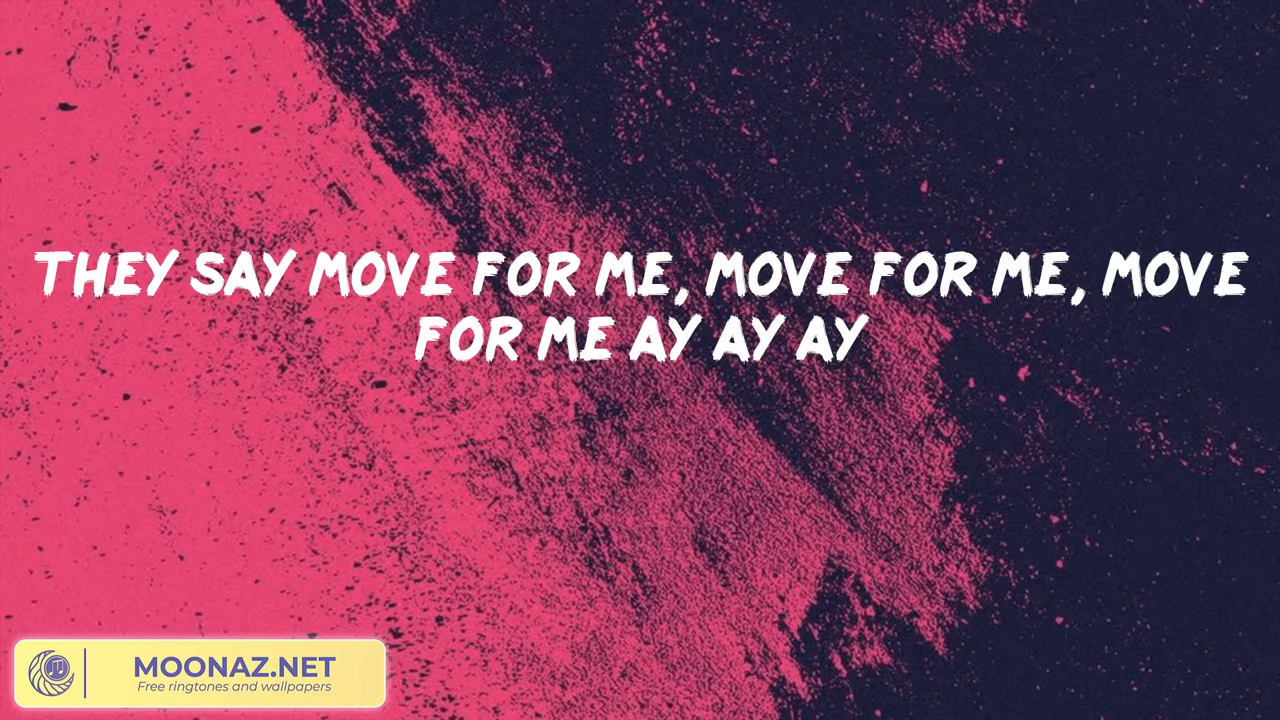 THEY SAY MOVE FOR ME, MOVE FOR ME, MOVE
FOR ME AY AY AY
MOONAZ.NET
Free ringtones and wallpapers